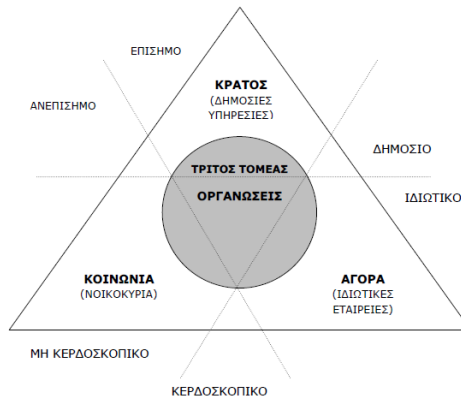 ΕΠΙΣΗΜΟ
ΑΝΕΠΙΣΗΜΟ
ΚΡΑΤΟΣ
(ΔΗΜΟΣΙΕΣ
ΥΠΗΡΕΣΙΕΣ)
ΔΗΜΟΣΙΟ
ΤΡΙΤΟΣ ΤΟΜΕΑΣ
ΟΡΓΑΝΩΣΕΙΣ
ΙΔΙΩΤΙΚΟ
ΚΟΙΝΩΝΙΑ
(ΝΟΙΚΟΚΥΡΙΑ)
ΑΓΟΡΑ
(ΙΔΙΩΤΙΚΕΣ
ΕΤΑΙΡΕΙΕΣ)
ΜΗ ΚΕΡΔΟΣΚΟΠΙΚΟ
ΚΕΡΔΟΣΚΟΠΙΚΟ